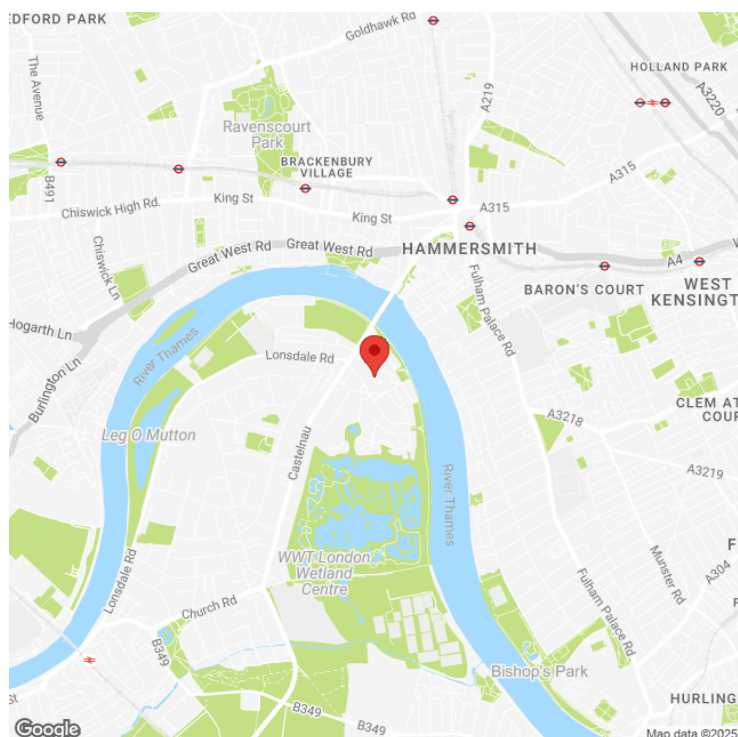 EDFORD PARK
Goldhawk Rd
The Avenue
HOLLAND PARK
A219
A3220
Ravenscourt
Park
BRACKENBURY
VILLAGE
A315
B491
King St
Chiswick High Rd.
King St
A315
Great West Rd
Great West Rd
HAMMERSMITH
A4
W
Chiswick Ln
BARON'S COURT
WEST
KENSINGT
Hogarth Ln
Fulham Palace Rd
River Thames
Lonsdale Rd
Burlington Ln
CLEM AT
COUR
A3218
Leg O Mutton
Castelnau
A3219
River Thames
F
WWT London
Wetland
Centre
Munster Rd
A304
Lonsdale Rd
Church Rd
Fulham Palace Rd
B349
Bishop's Park
St
HURLING
B349
B349
Google
Map data ©2025